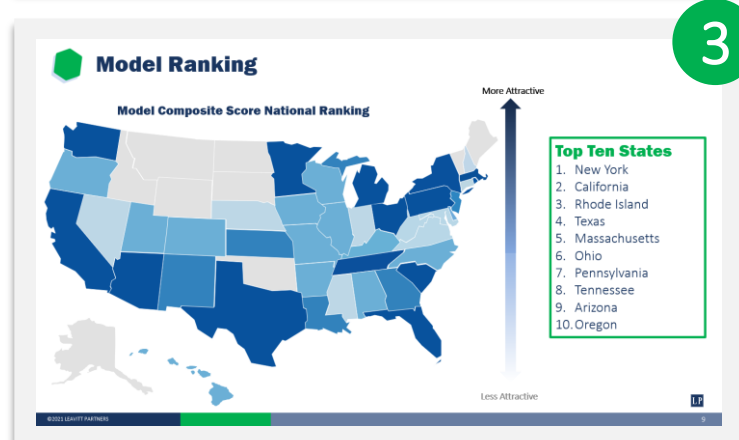 3
Model Ranking
More Attractive
Model Composite Score National Ranking
Top Ten States
1. New York
2. California
3. Rhode Island
4. Texas
5. Massachusetts
6. Ohio
7. Pennsylvania
8. Tennessee
9. Arizona
10. Oregon
Less Attractive
LP
©2021 LEAVITT PARTNERS
9